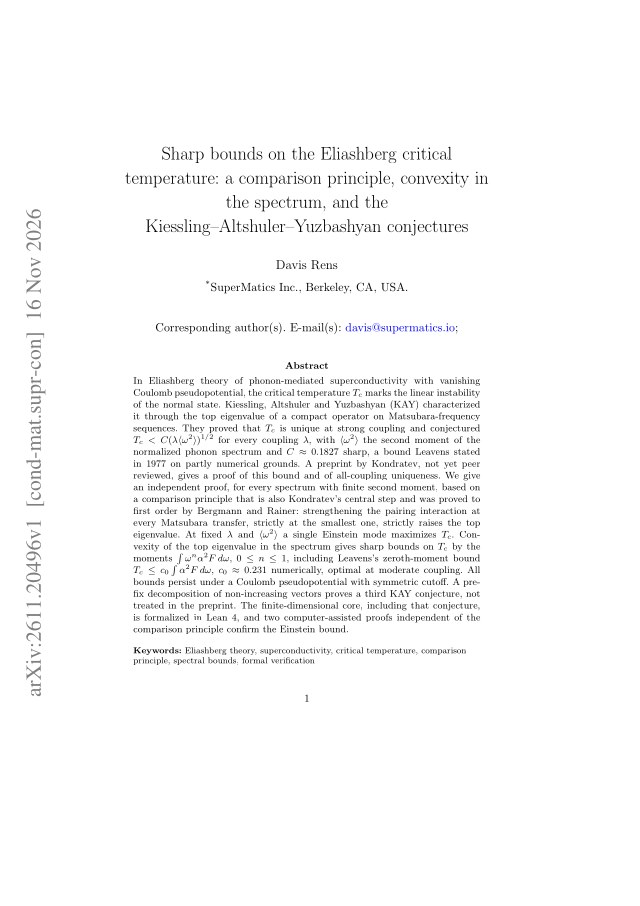 arXiv:2611.20496v1 [cond-mat.supr-con] 16 Nov 2026
Sharp bounds on the Eliashberg critical
temperature: a comparison principle, convexity in
the spectrum, and the
Kiessling–Altshuler–Yuzbashyan conjectures
Davis Rens
*SuperMatics Inc., Berkeley, CA, USA.
Corresponding author(s). E-mail(s): davis@supermatics.io;
Abstract
In Eliashberg theory of phonon-mediated superconductivity with vanishing
Coulomb pseudopotential, the critical temperature T_c marks the linear instability
of the normal state. Kiessling, Altshuler and Yuzbashyan (KAY) characterized
it through the top eigenvalue of a compact operator on Matsubara-frequency
sequences. They proved that T_c is unique at strong coupling and conjectured
T_c < C(λ⟨ω²⟩)^{1/2} for every coupling λ, with ⟨ω²⟩ the second moment of the
normalized phonon spectrum and C ≈ 0.1827 sharp, a bound Leavens stated
in 1977 on partly numerical grounds. A preprint by Kondratev, not yet peer
reviewed, gives a proof of this bound and of all-coupling uniqueness. We give
an independent proof, for every spectrum with finite second moment, based on
a comparison principle that is also Kondratev's central step and was proved to
first order by Bergmann and Rainer: strengthening the pairing interaction at
every Matsubara transfer, strictly at the smallest one, strictly raises the top
eigenvalue. At fixed λ and ⟨ω²⟩ a single Einstein mode maximizes T_c. Con-
vexity of the top eigenvalue in the spectrum gives sharp bounds on T_c by the
moments ∫ ωⁿα²F dω, 0 ≤ n ≤ 1, including Leavens's zeroth-moment bound
T_c ≤ c₀ ∫ α²F dω, c₀ ≈ 0.231 numerically, optimal at moderate coupling. All
bounds persist under a Coulomb pseudopotential with symmetric cutoff. A pre-
fix decomposition of non-increasing vectors proves a third KAY conjecture, not
treated in the preprint. The finite-dimensional core, including that conjecture,
is formalized in Lean 4, and two computer-assisted proofs independent of the
comparison principle confirm the Einstein bound.
Keywords: Eliashberg theory, superconductivity, critical temperature, comparison
principle, spectral bounds, formal verification
1